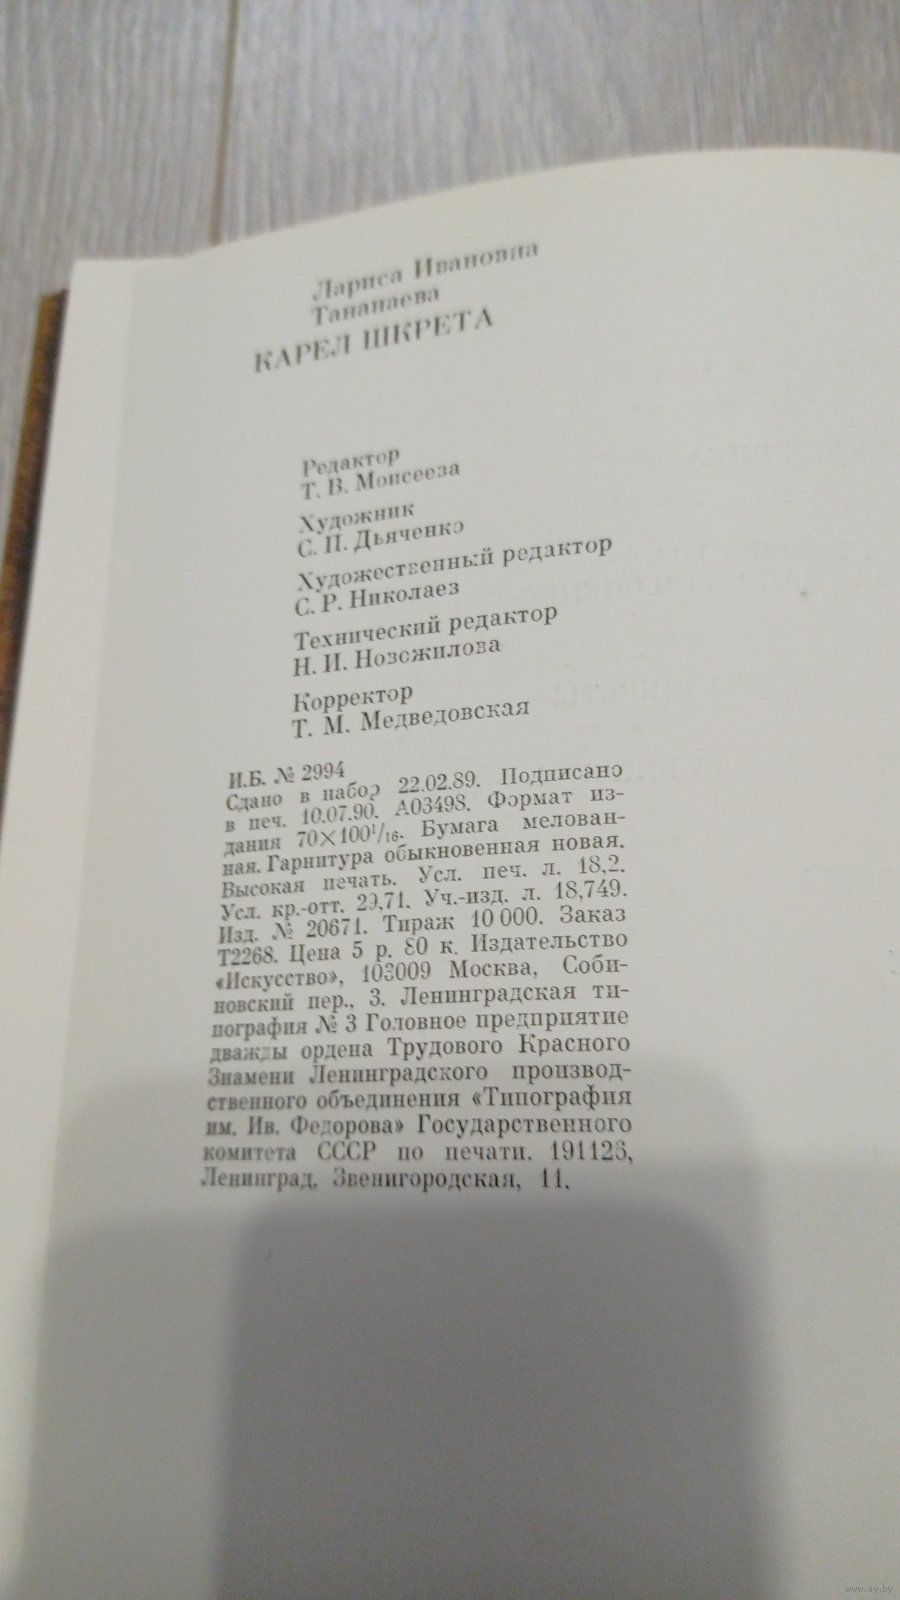 Лариса Ивановна
Тананаева
КАРЕЛ ШКРЕТА
Редактор
Т. В. Моисеева
Художник
С. П. Дьяченко
Художественный редактор
С. Р. Николаев
Технический редактор
Н. И. Новожилова
Корректор
Т. М. Медведовская
И.Б. № 2994
Сдано в набор 22.02.89. Подписано
в печ. 10.07.90. А03498. Формат из-
дания 70×100¹/₁₆. Бумага мелован-
ная. Гарнитура обыкновенная новая.
Высокая печать. Усл. печ. л. 18,2.
Усл. кр.-отт. 29,71. Уч.-изд. л. 18,749.
Изд. № 20671. Тираж 10 000. Заказ
Т2268. Цена 5 р. 80 к. Издательство
«Искусство», 103009 Москва, Соби-
новский пер., 3. Ленинградская ти-
пография № 3 Головное предприятие
дважды ордена Трудового Красного
Знамени Ленинградского производ-
ственного объединения «Типография
им. Ив. Федорова» Государственного
комитета СССР по печати. 191126,
Ленинград, Звенигородская, 11.
www.ay.by